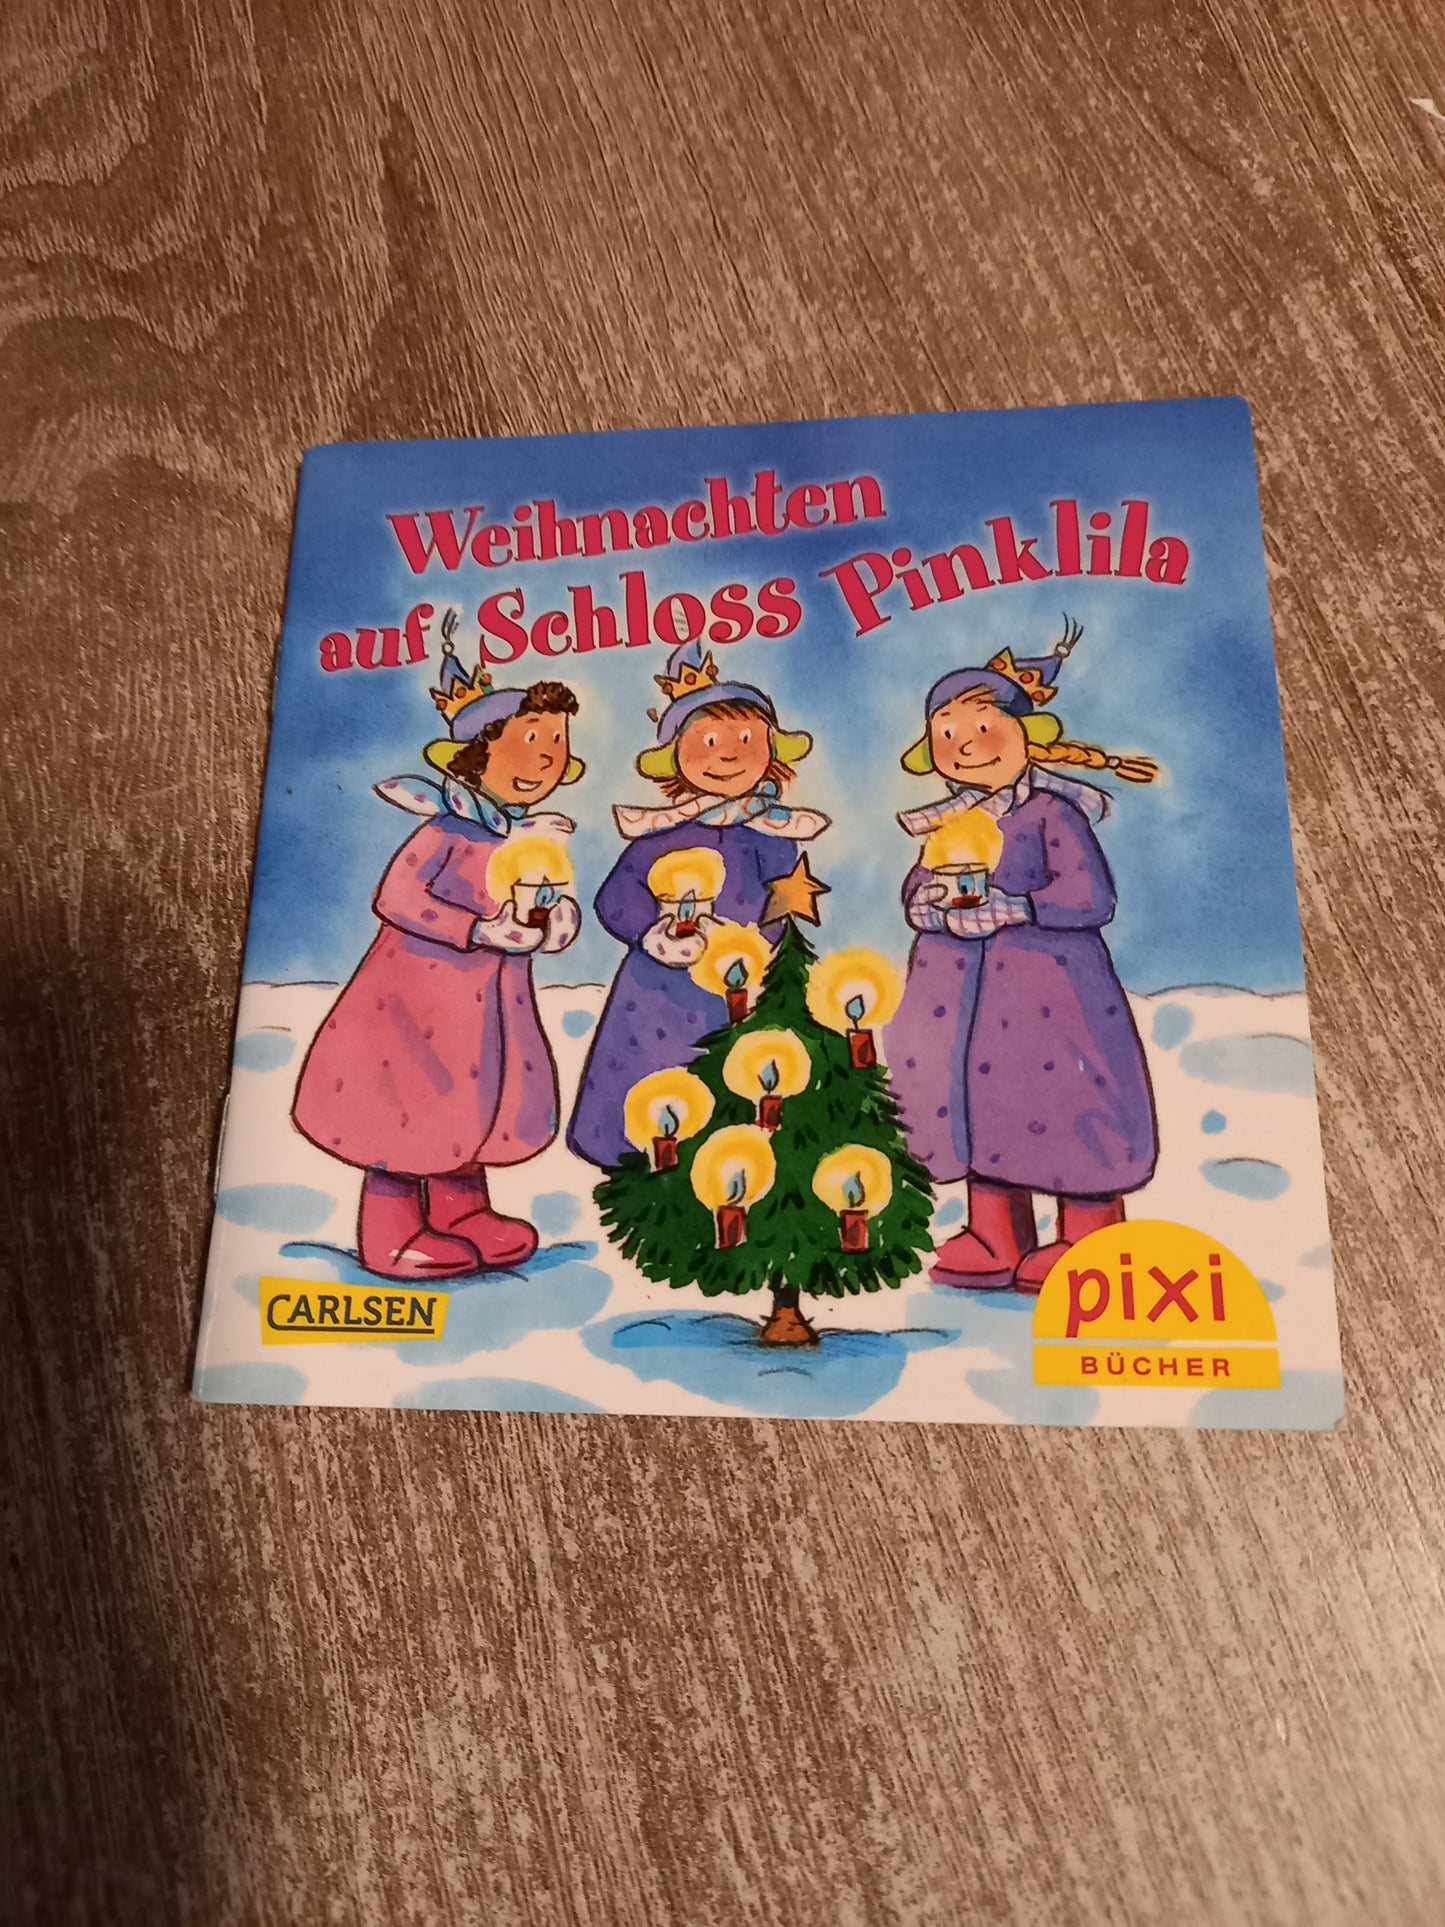 Weihnachten
auf Schloss Pinklila
CARLSEN
pixi
BÜCHER